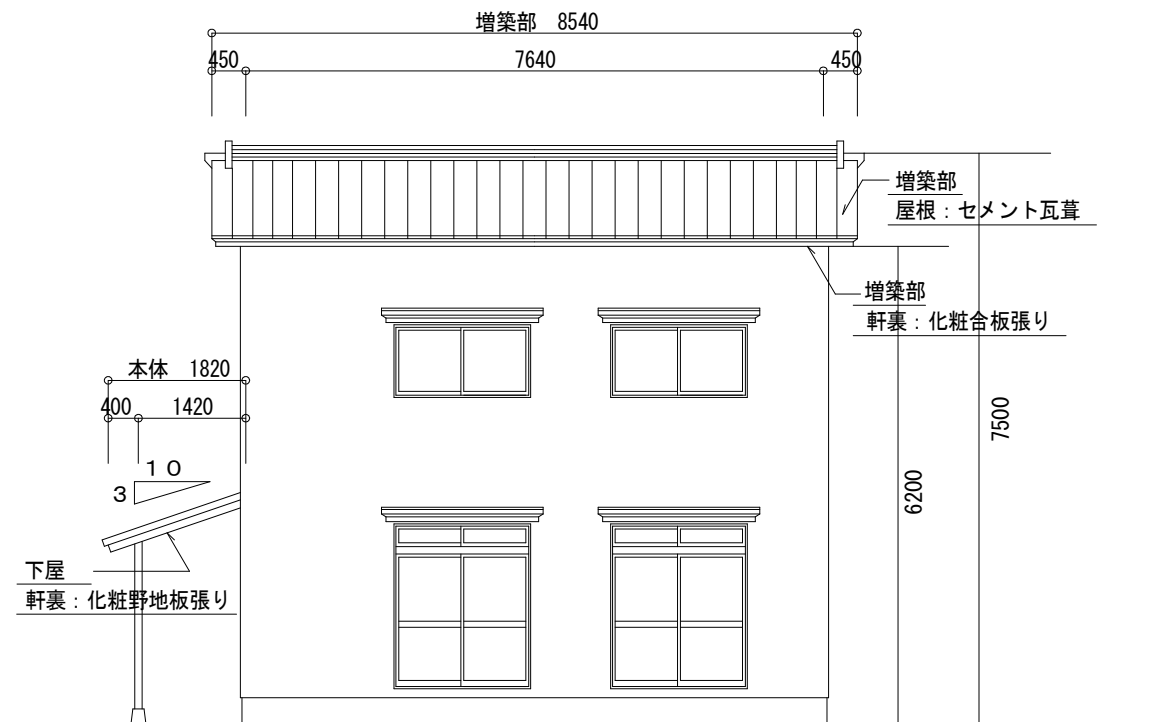 増築部 8540
450 7640 450
増築部
屋根：セメント瓦葺
増築部
軒裏：化粧合板張り
本体 1820
400 1420
7500
10
3
6200
下屋
軒裏：化粧野地板張り